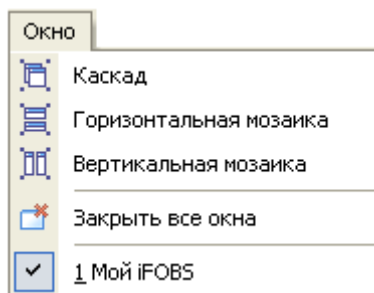 Окно
Каскад
Горизонтальная мозаика
Вертикальная мозаика
Закрыть все окна
1 Мой iFOBS